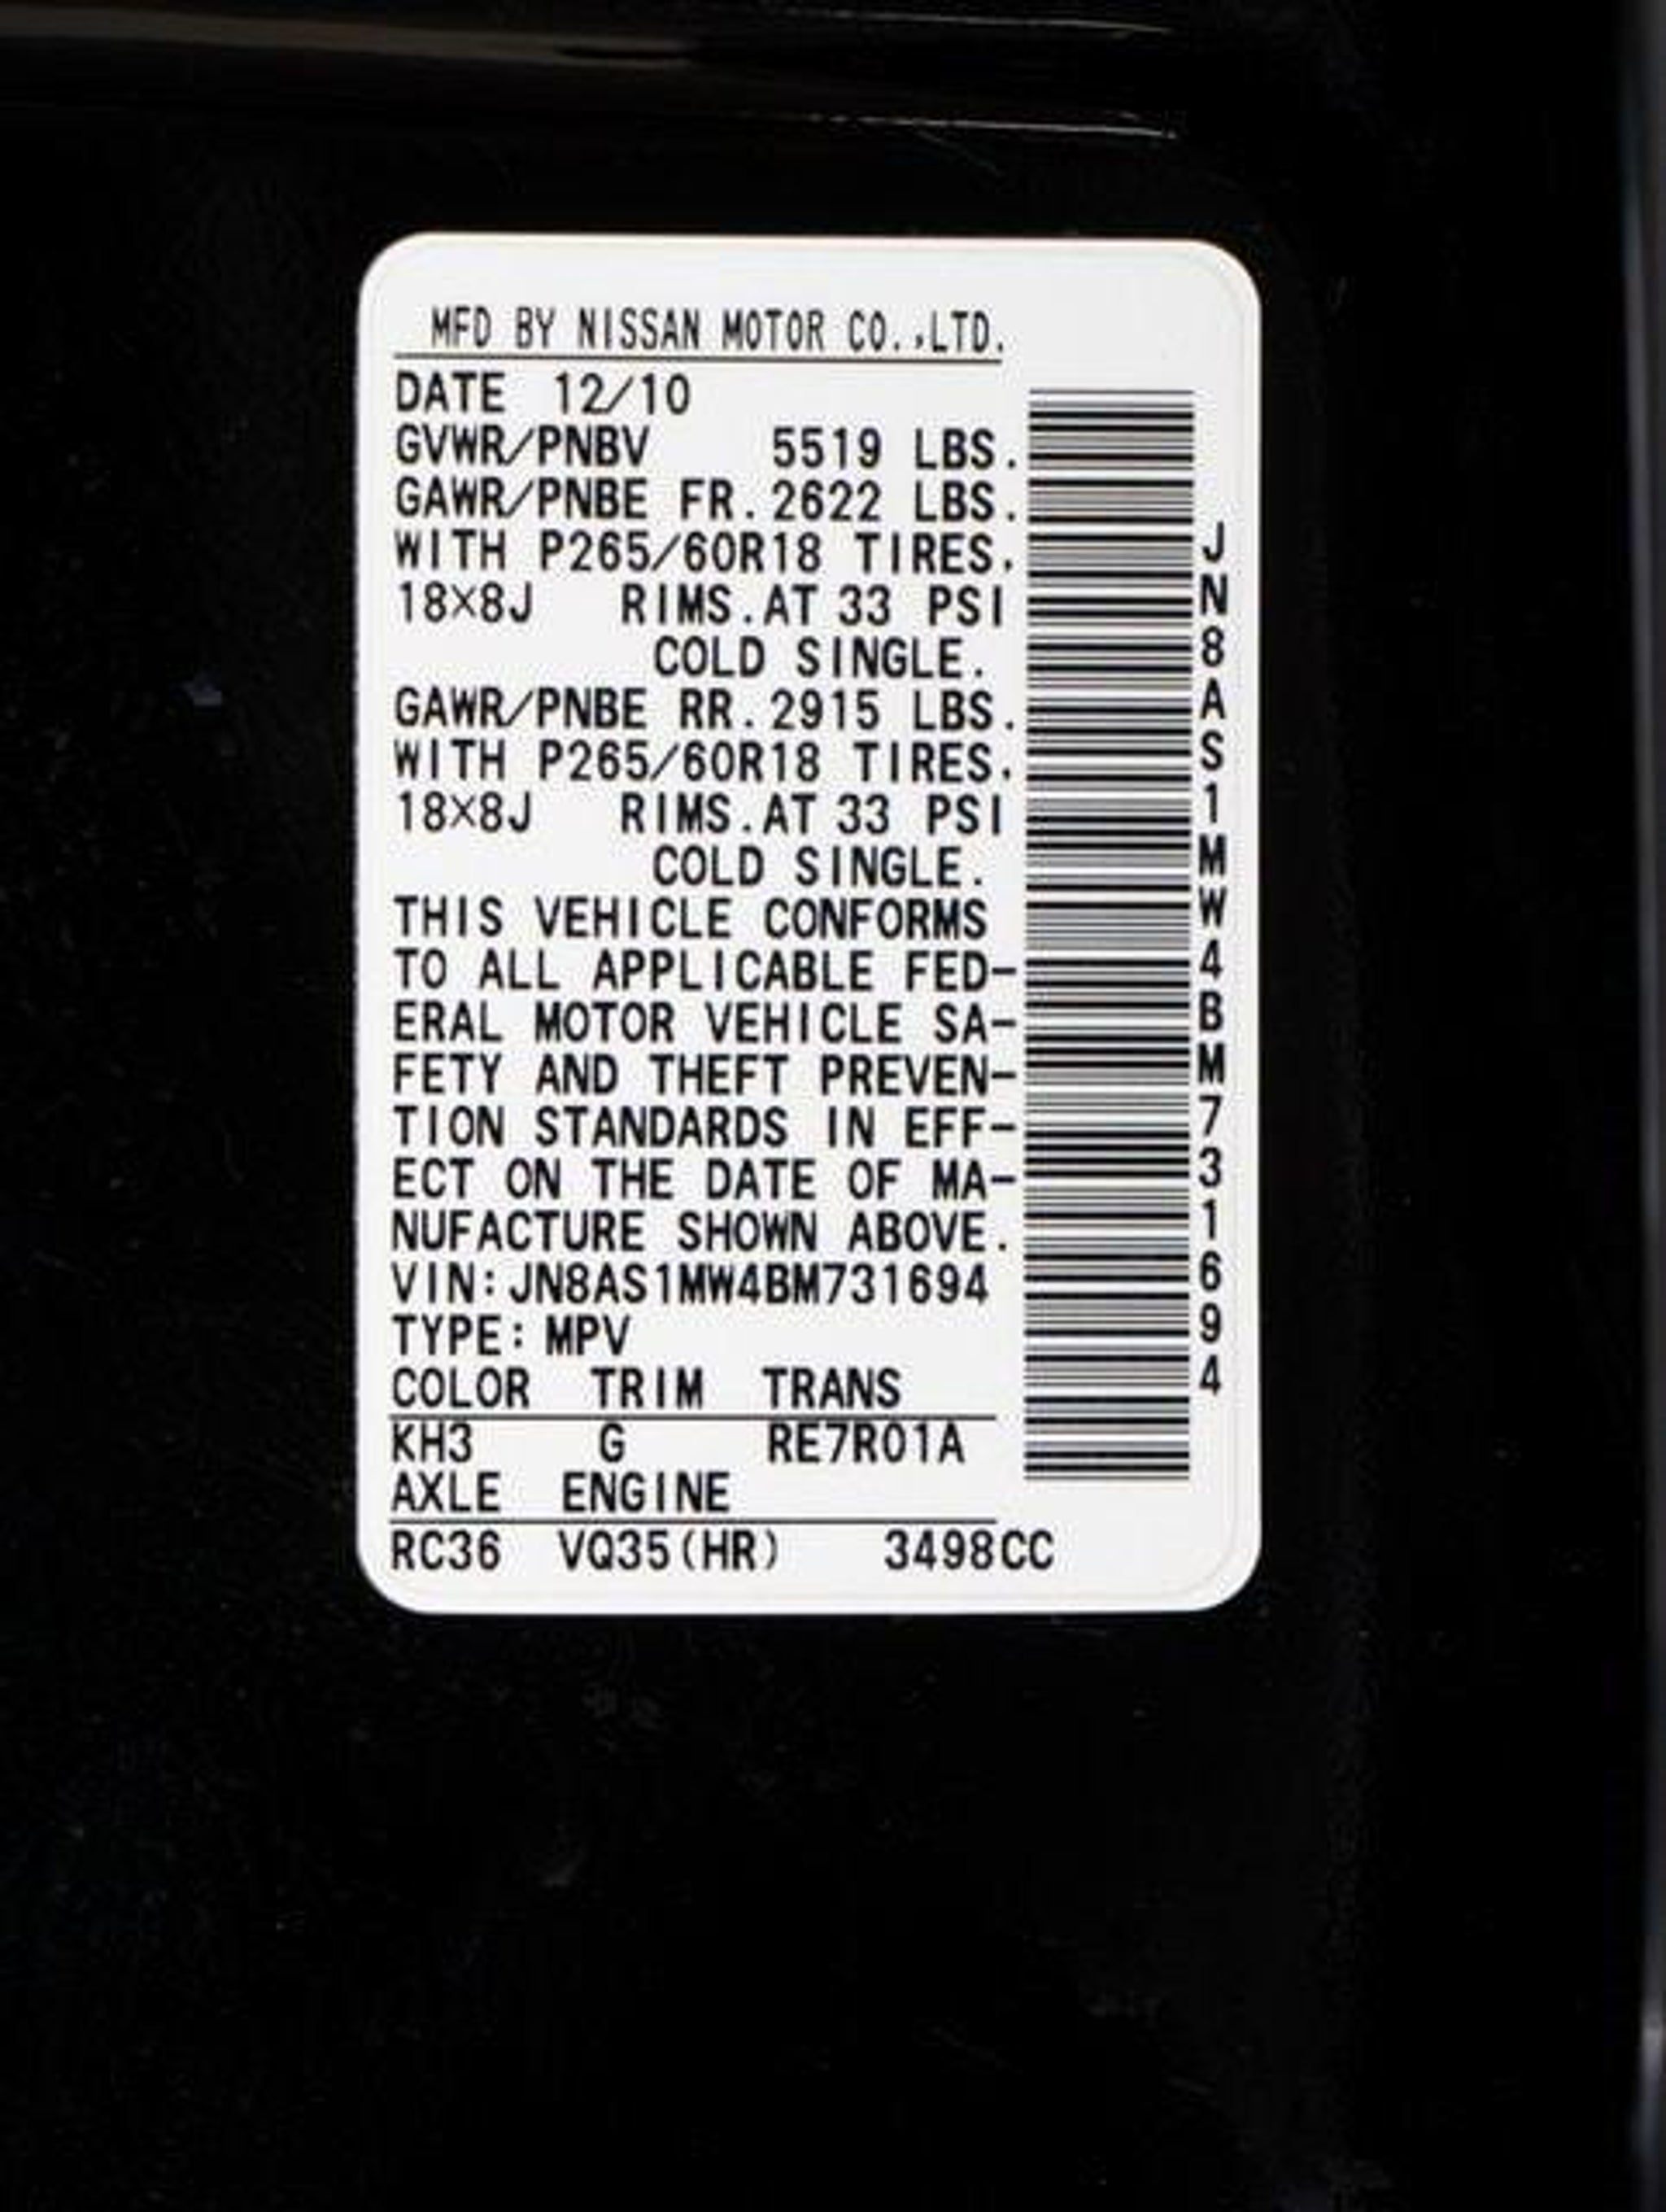 MFD BY NISSAN MOTOR CO.,LTD.
DATE 12/10
GVWR/PNBV 5519 LBS.
GAWR/PNBE FR.2622 LBS.
WITH P265/60R18 TIRES,
18×8J RIMS.AT 33 PSI
COLD SINGLE.
GAWR/PNBE RR.2915 LBS.
WITH P265/60R18 TIRES,
18×8J RIMS.AT 33 PSI
COLD SINGLE.
THIS VEHICLE CONFORMS
TO ALL APPLICABLE FED-
ERAL MOTOR VEHICLE SA-
FETY AND THEFT PREVEN-
TION STANDARDS IN EFF-
ECT ON THE DATE OF MA-
NUFACTURE SHOWN ABOVE.
VIN:JN8AS1MW4BM731694
TYPE:MPV
COLOR TRIM TRANS
KH3 G RE7R01A
AXLE ENGINE
RC36 VQ35(HR) 3498CC
JN8AS1MW4BM731694